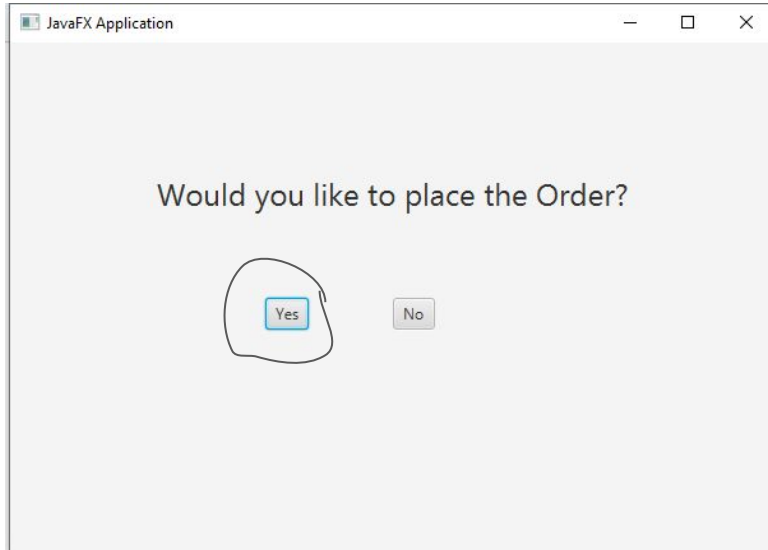 JavaFX Application
Would you like to place the Order?
Yes No